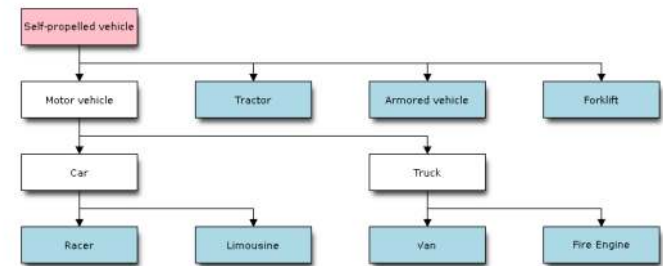 Self-propelled vehicle
Motor vehicle
Tractor
Armored vehicle
Forklift
Car
Truck
Racer
Limousine
Van
Fire Engine